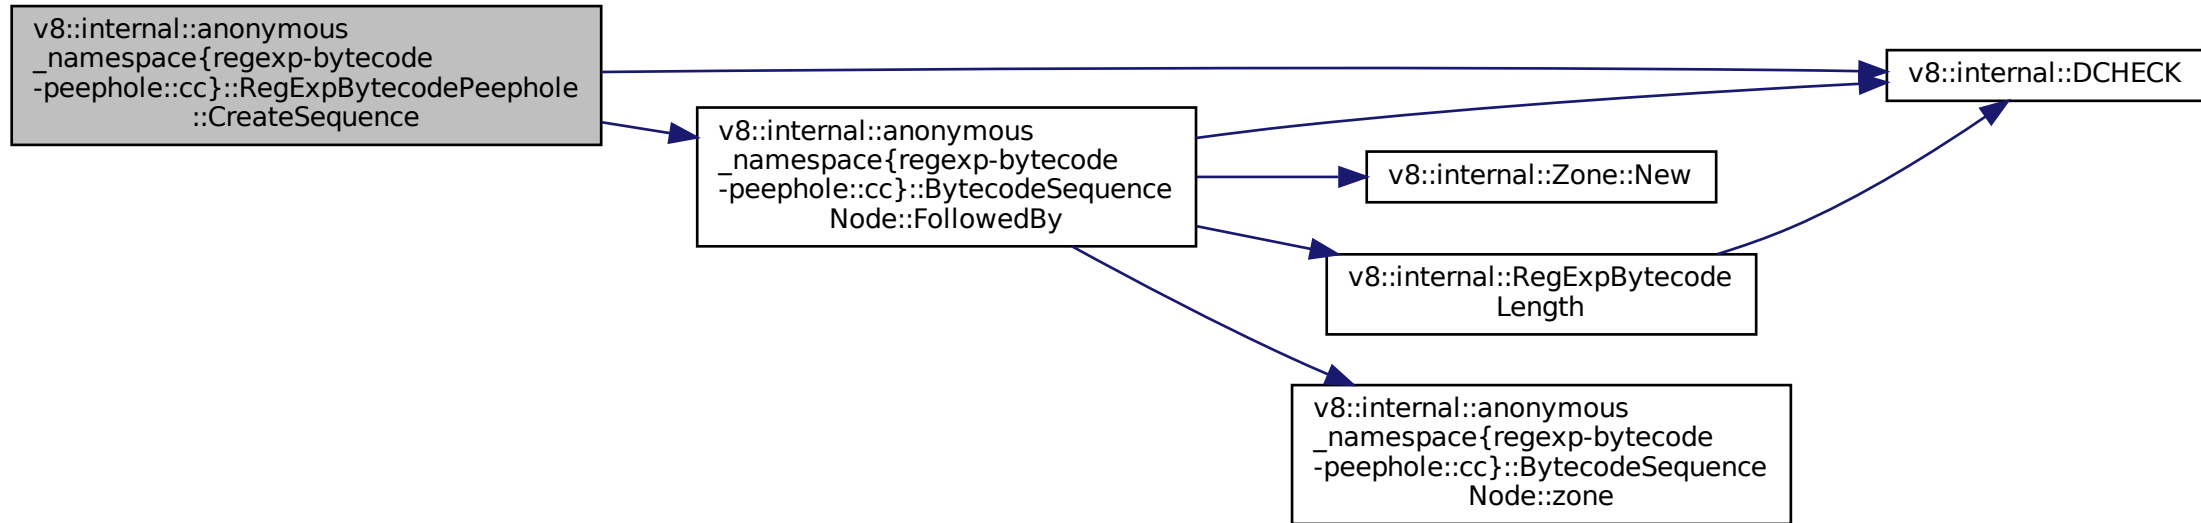 v8::internal::anonymous
_namespace{regexp-bytecode
-peephole::cc}::RegExpBytecodePeephole
::CreateSequence
v8::internal::DCHECK
v8::internal::anonymous
_namespace{regexp-bytecode
-peephole::cc}::BytecodeSequence
Node::FollowedBy
v8::internal::Zone::New
v8::internal::RegExpBytecode
Length
v8::internal::anonymous
_namespace{regexp-bytecode
-peephole::cc}::BytecodeSequence
Node::zone